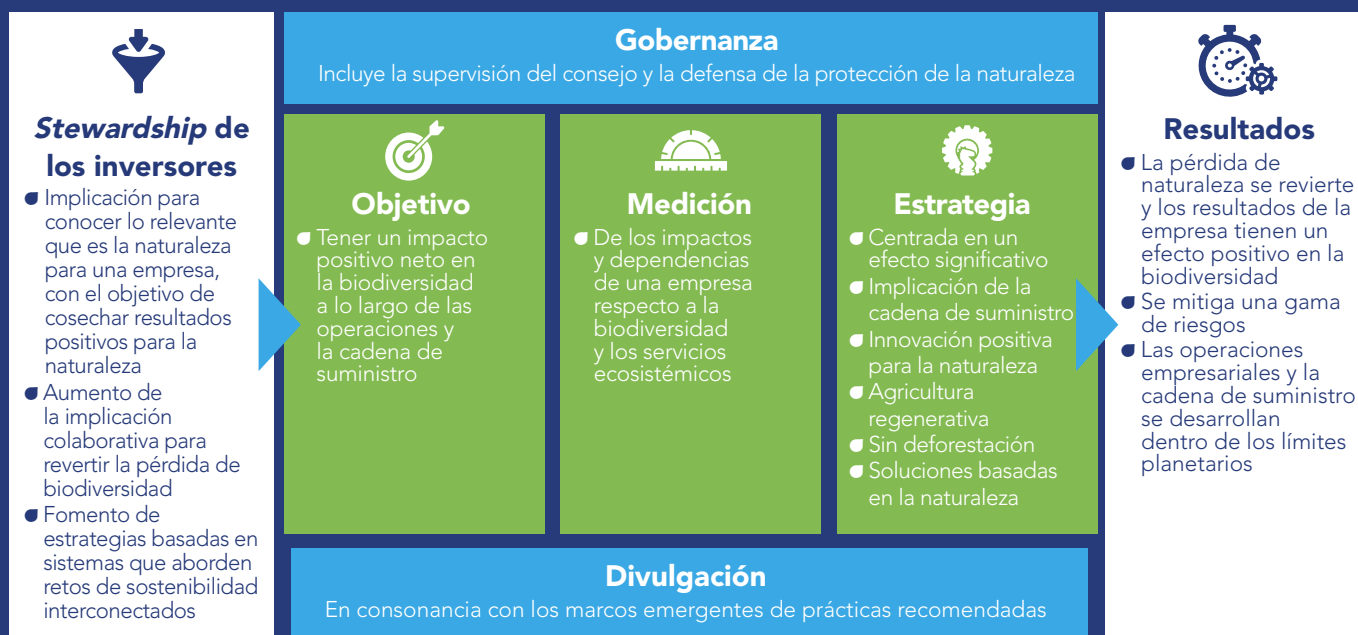 Stewardship de
los inversores
Implicación para
conocer lo relevante
que es la naturaleza
para una empresa,
con el objetivo de
cosechar resultados
positivos para la
naturaleza
Aumento de
la implicación
colaborativa para
revertir la pérdida de
biodiversidad
Fomento de
estrategias basadas en
sistemas que aborden
retos de sostenibilidad
interconectados
Gobernanza
Incluye la supervisión del consejo y la defensa de la protección de la naturaleza
Objetivo
Tener un impacto
positivo neto en
la biodiversidad
a lo largo de las
operaciones y
la cadena de
suministro
Medición
De los impactos
y dependencias
de una empresa
respecto a la
biodiversidad
y los servicios
ecosistémicos
Estrategia
Centrada en un
efecto significativo
Implicación de la
cadena de suministro
Innovación positiva
para la naturaleza
Agricultura
regenerativa
Sin deforestación
Soluciones basadas
en la naturaleza
Divulgación
En consonancia con los marcos emergentes de prácticas recomendadas
Resultados
La pérdida de
naturaleza se revierte
y los resultados de la
empresa tienen un
efecto positivo en la
biodiversidad
Se mitiga una gama
de riesgos
Las operaciones
empresariales y la
cadena de suministro
se desarrollan
dentro de los límites
planetarios